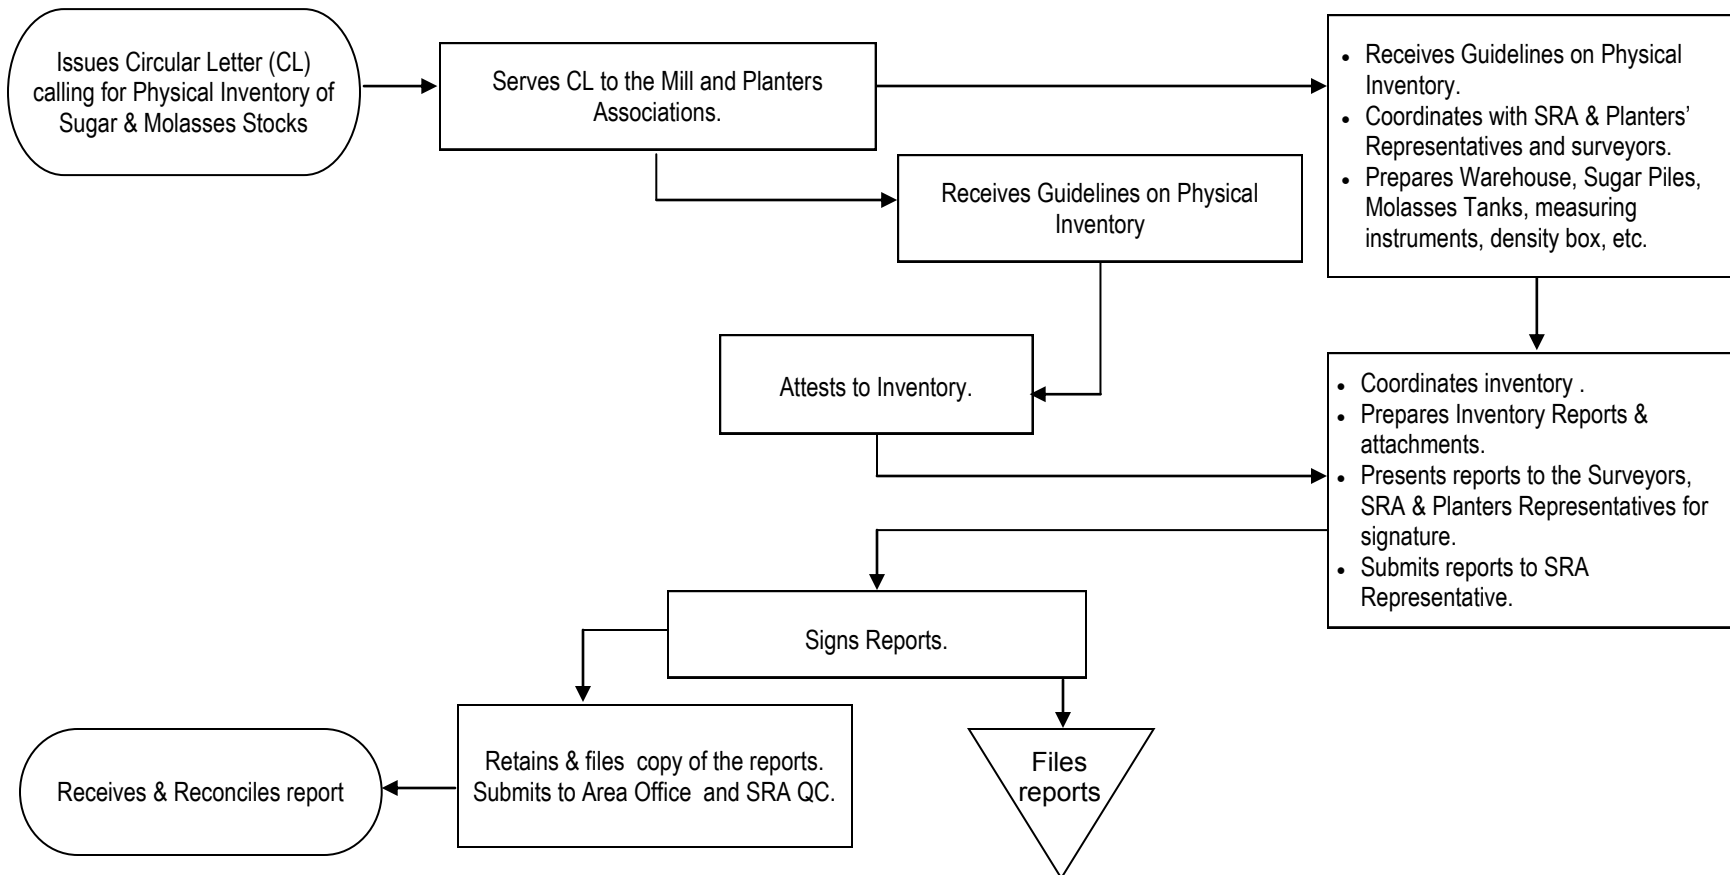 Issues Circular Letter (CL)
calling for Physical Inventory of
Sugar & Molasses Stocks
Serves CL to the Mill and Planters
Associations.
• Receives Guidelines on Physical
Inventory.
• Coordinates with SRA & Planters’
Representatives and surveyors.
• Prepares Warehouse, Sugar Piles,
Molasses Tanks, measuring
instruments, density box, etc.
Receives Guidelines on Physical
Inventory
Attests to Inventory.
• Coordinates inventory .
• Prepares Inventory Reports &
attachments.
• Presents reports to the Surveyors,
SRA & Planters Representatives for
signature.
• Submits reports to SRA
Representative.
Signs Reports.
Retains & files copy of the reports.
Submits to Area Office and SRA QC.
Files
reports
Receives & Reconciles report